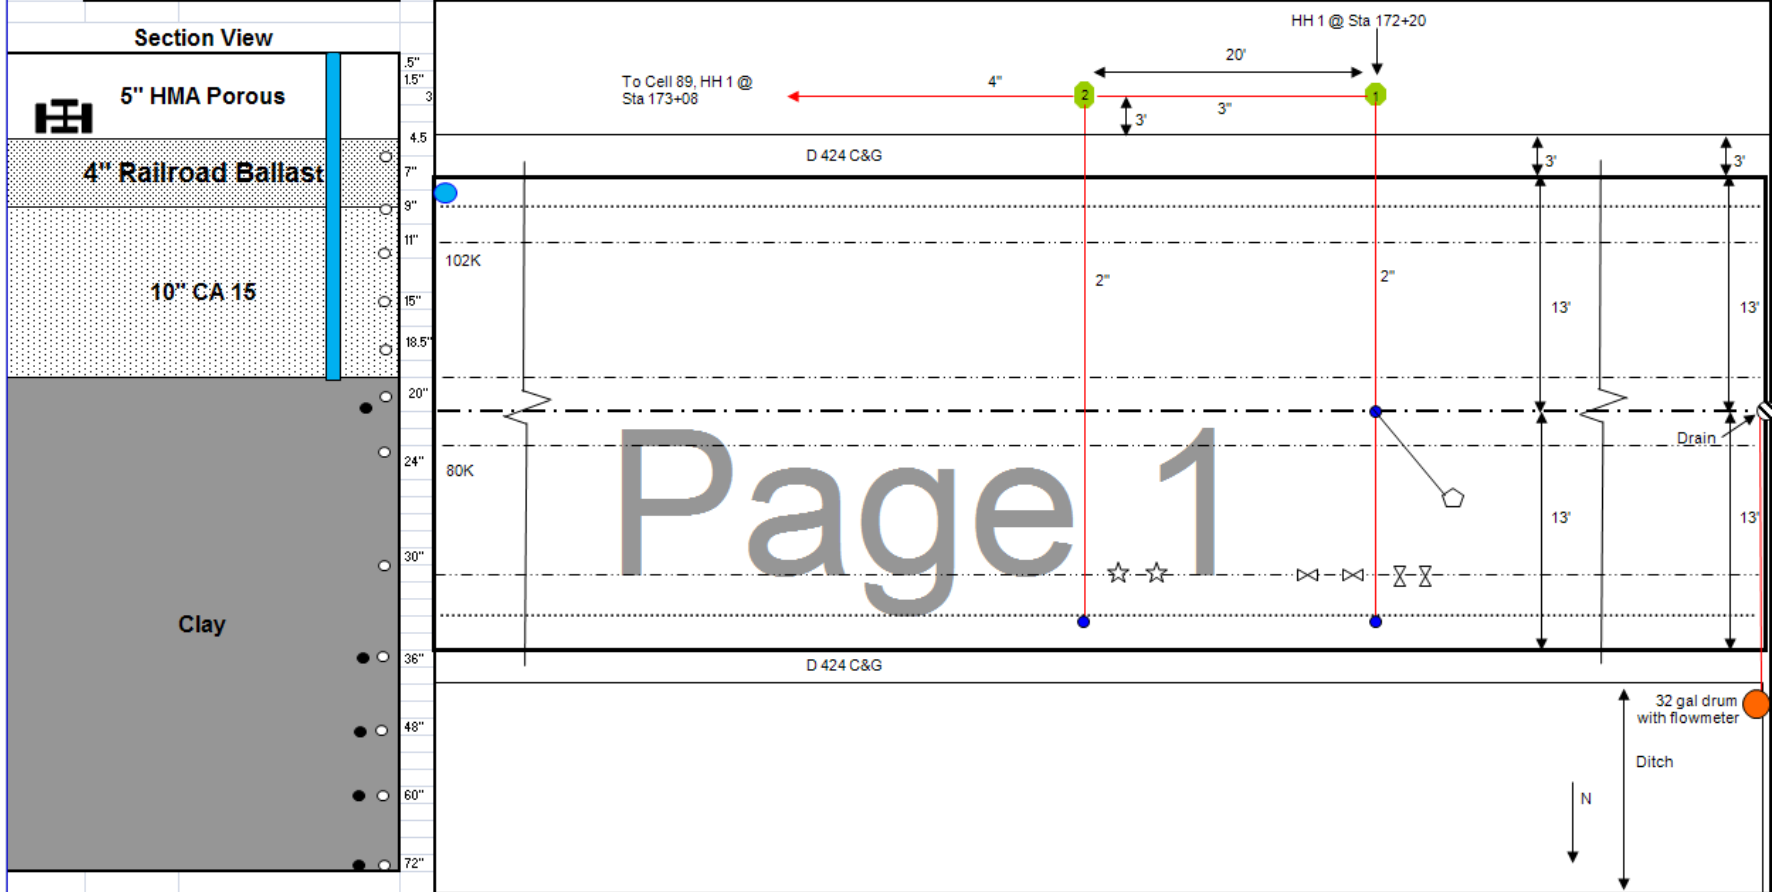 Section View
5" HMA Porous
4" Railroad Ballast
10" CA 15
Clay
.5"
1.5"
3
4.5
7"
9"
11"
15"
18.5"
20"
24"
30"
36"
48"
60"
72"
HH 1 @ Sta 172+20
20'
To Cell 89, HH 1 @
Sta 173+08
4"
2
3"
1
3'
D 424 C&G
3'
3'
102K
2"
2"
13'
13'
Drain
80K
Page 1
13'
13'
D 424 C&G
32 gal drum
with flowmeter
Ditch
N